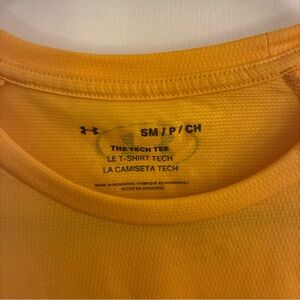 SM / P / CH
THE TECH TEE
LE T-SHIRT TECH
LA CAMISETA TECH
MADE IN HONDURAS / FABRIQUÉ AU HONDURAS /
HECHO EN HONDURAS